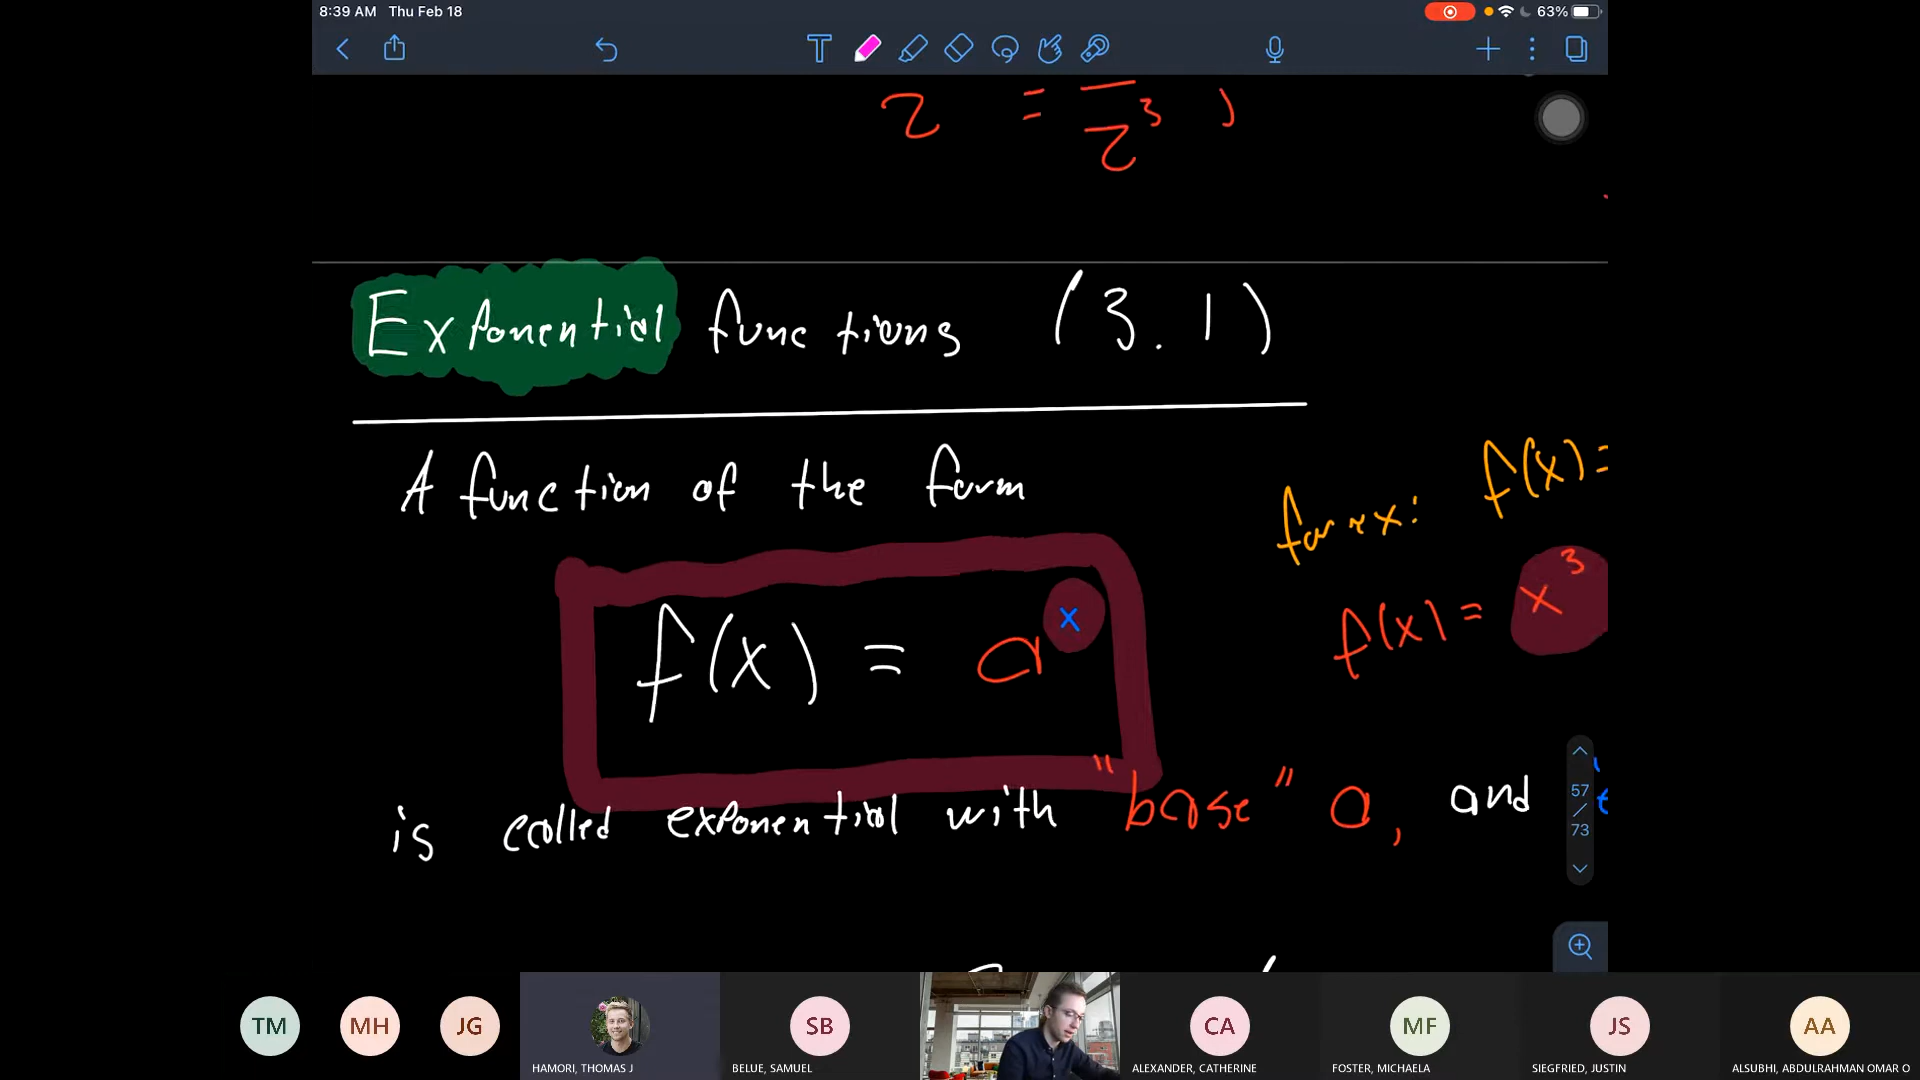 8:39 AM Thu Feb 18
63%
2 = 2³ )
Exponential functions (3.1)
A function of the form
for ex: f(x) =
f(x) = x³
f(x) = aˣ
is called exponential with "base" a, and
57
/
73
TM
MH
JG
SB
CA
MF
JS
AA
HAMORI, THOMAS J
BELUE, SAMUEL
ALEXANDER, CATHERINE
FOSTER, MICHAELA
SIEGFRIED, JUSTIN
ALSUBHI, ABDULRAHMAN OMAR O